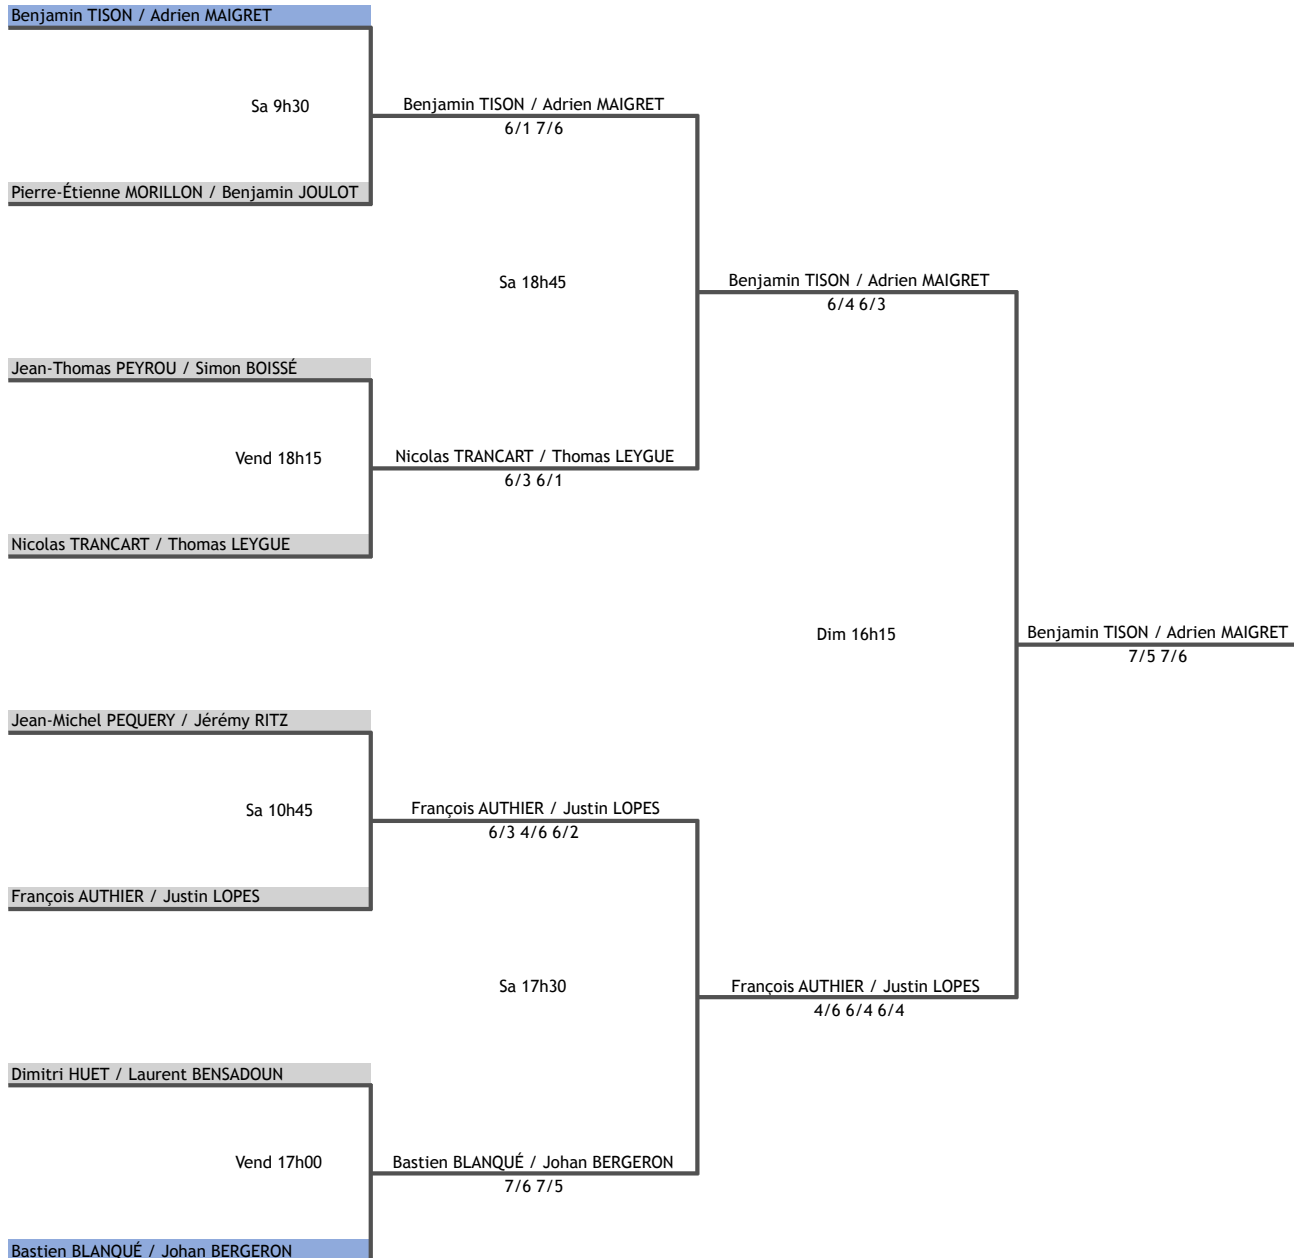 Benjamin TISON / Adrien MAIGRET
Sa 9h30
Benjamin TISON / Adrien MAIGRET
6/1 7/6
Pierre-Étienne MORILLON / Benjamin JOULOT
Sa 18h45
Benjamin TISON / Adrien MAIGRET
6/4 6/3
Jean-Thomas PEYROU / Simon BOISSÉ
Vend 18h15
Nicolas TRANCART / Thomas LEYGUE
6/3 6/1
Nicolas TRANCART / Thomas LEYGUE
Dim 16h15
Benjamin TISON / Adrien MAIGRET
7/5 7/6
Jean-Michel PEQUERY / Jérémy RITZ
Sa 10h45
François AUTHIER / Justin LOPES
6/3 4/6 6/2
François AUTHIER / Justin LOPES
Sa 17h30
François AUTHIER / Justin LOPES
4/6 6/4 6/4
Dimitri HUET / Laurent BENSADOUN
Vend 17h00
Bastien BLANQUÉ / Johan BERGERON
7/6 7/5
Bastien BLANQUÉ / Johan BERGERON